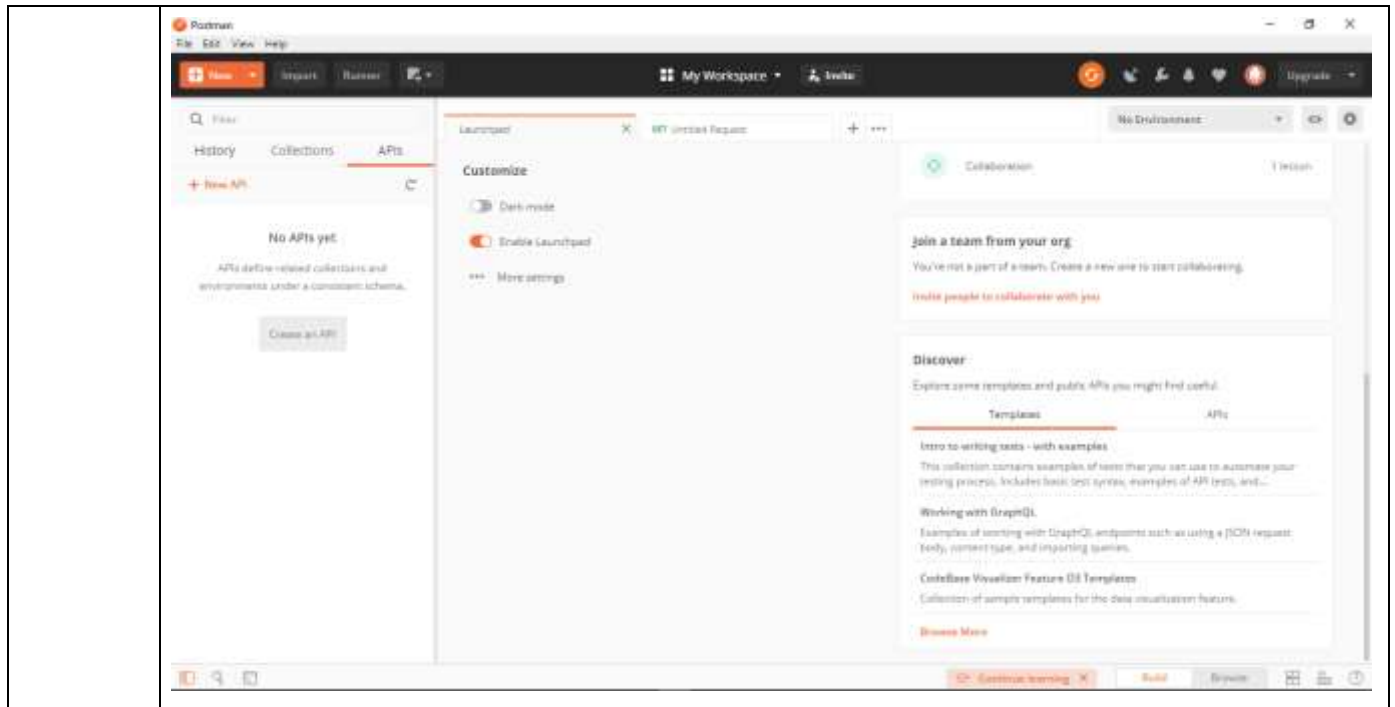 Postman
File Edit View Help
New Import Runner My Workspace Invite Upgrade
Filter
History Collections APIs
+ New API
No APIs yet
APIs define related collections and
environments under a consistent schema.
Create an API
Launchpad GET Untitled Request No Environment
Customize
Dark mode
Enable Launchpad
More settings
Collaboration 1 lesson
Join a team from your org
You're not a part of a team. Create a new one to start collaborating.
Invite people to collaborate with you
Discover
Explore some templates and public APIs you might find useful.
Templates APIs
Intro to writing tests - with examples
This collection contains examples of tests that you can use to automate your
testing process. Includes basic test syntax, examples of API tests, and...
Working with GraphQL
Examples of working with GraphQL endpoints such as using a JSON request
body, content type, and importing queries.
CodeBase Visualizer Feature D3 Templates
Collection of sample templates for the data visualization feature.
Browse More
Continue learning Build Browse